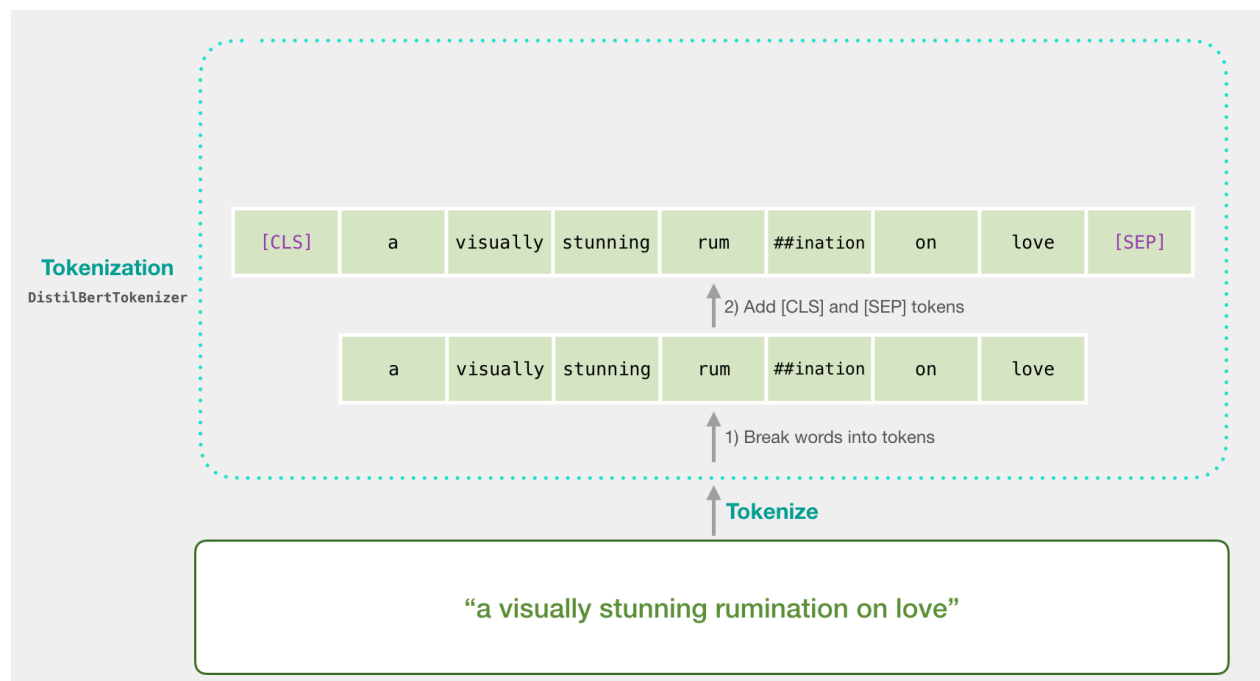 [CLS] a visually stunning rum ##ination on love [SEP]
Tokenization
DistilBertTokenizer
2) Add [CLS] and [SEP] tokens
a visually stunning rum ##ination on love
1) Break words into tokens
Tokenize
“a visually stunning rumination on love”